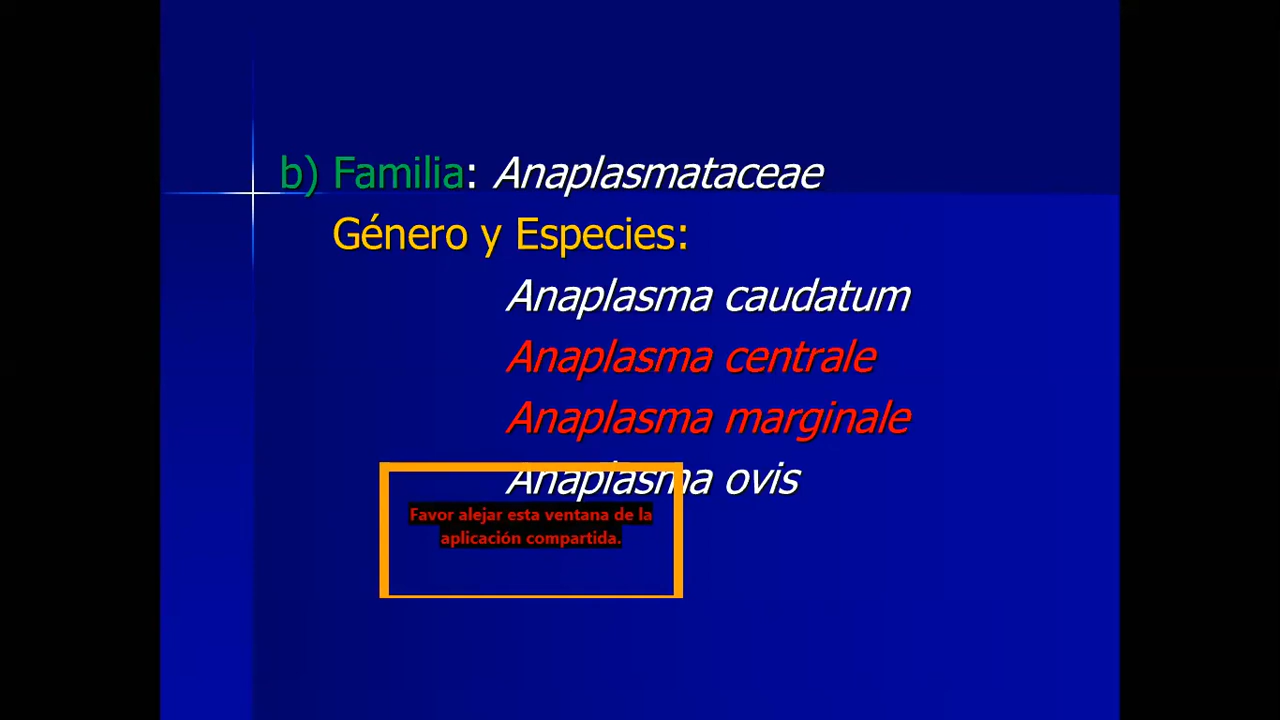 b) Familia: Anaplasmataceae
Género y Especies:
Anaplasma caudatum
Anaplasma centrale
Anaplasma marginale
Anaplasma ovis
Favor alejar esta ventana de la
aplicación compartida.